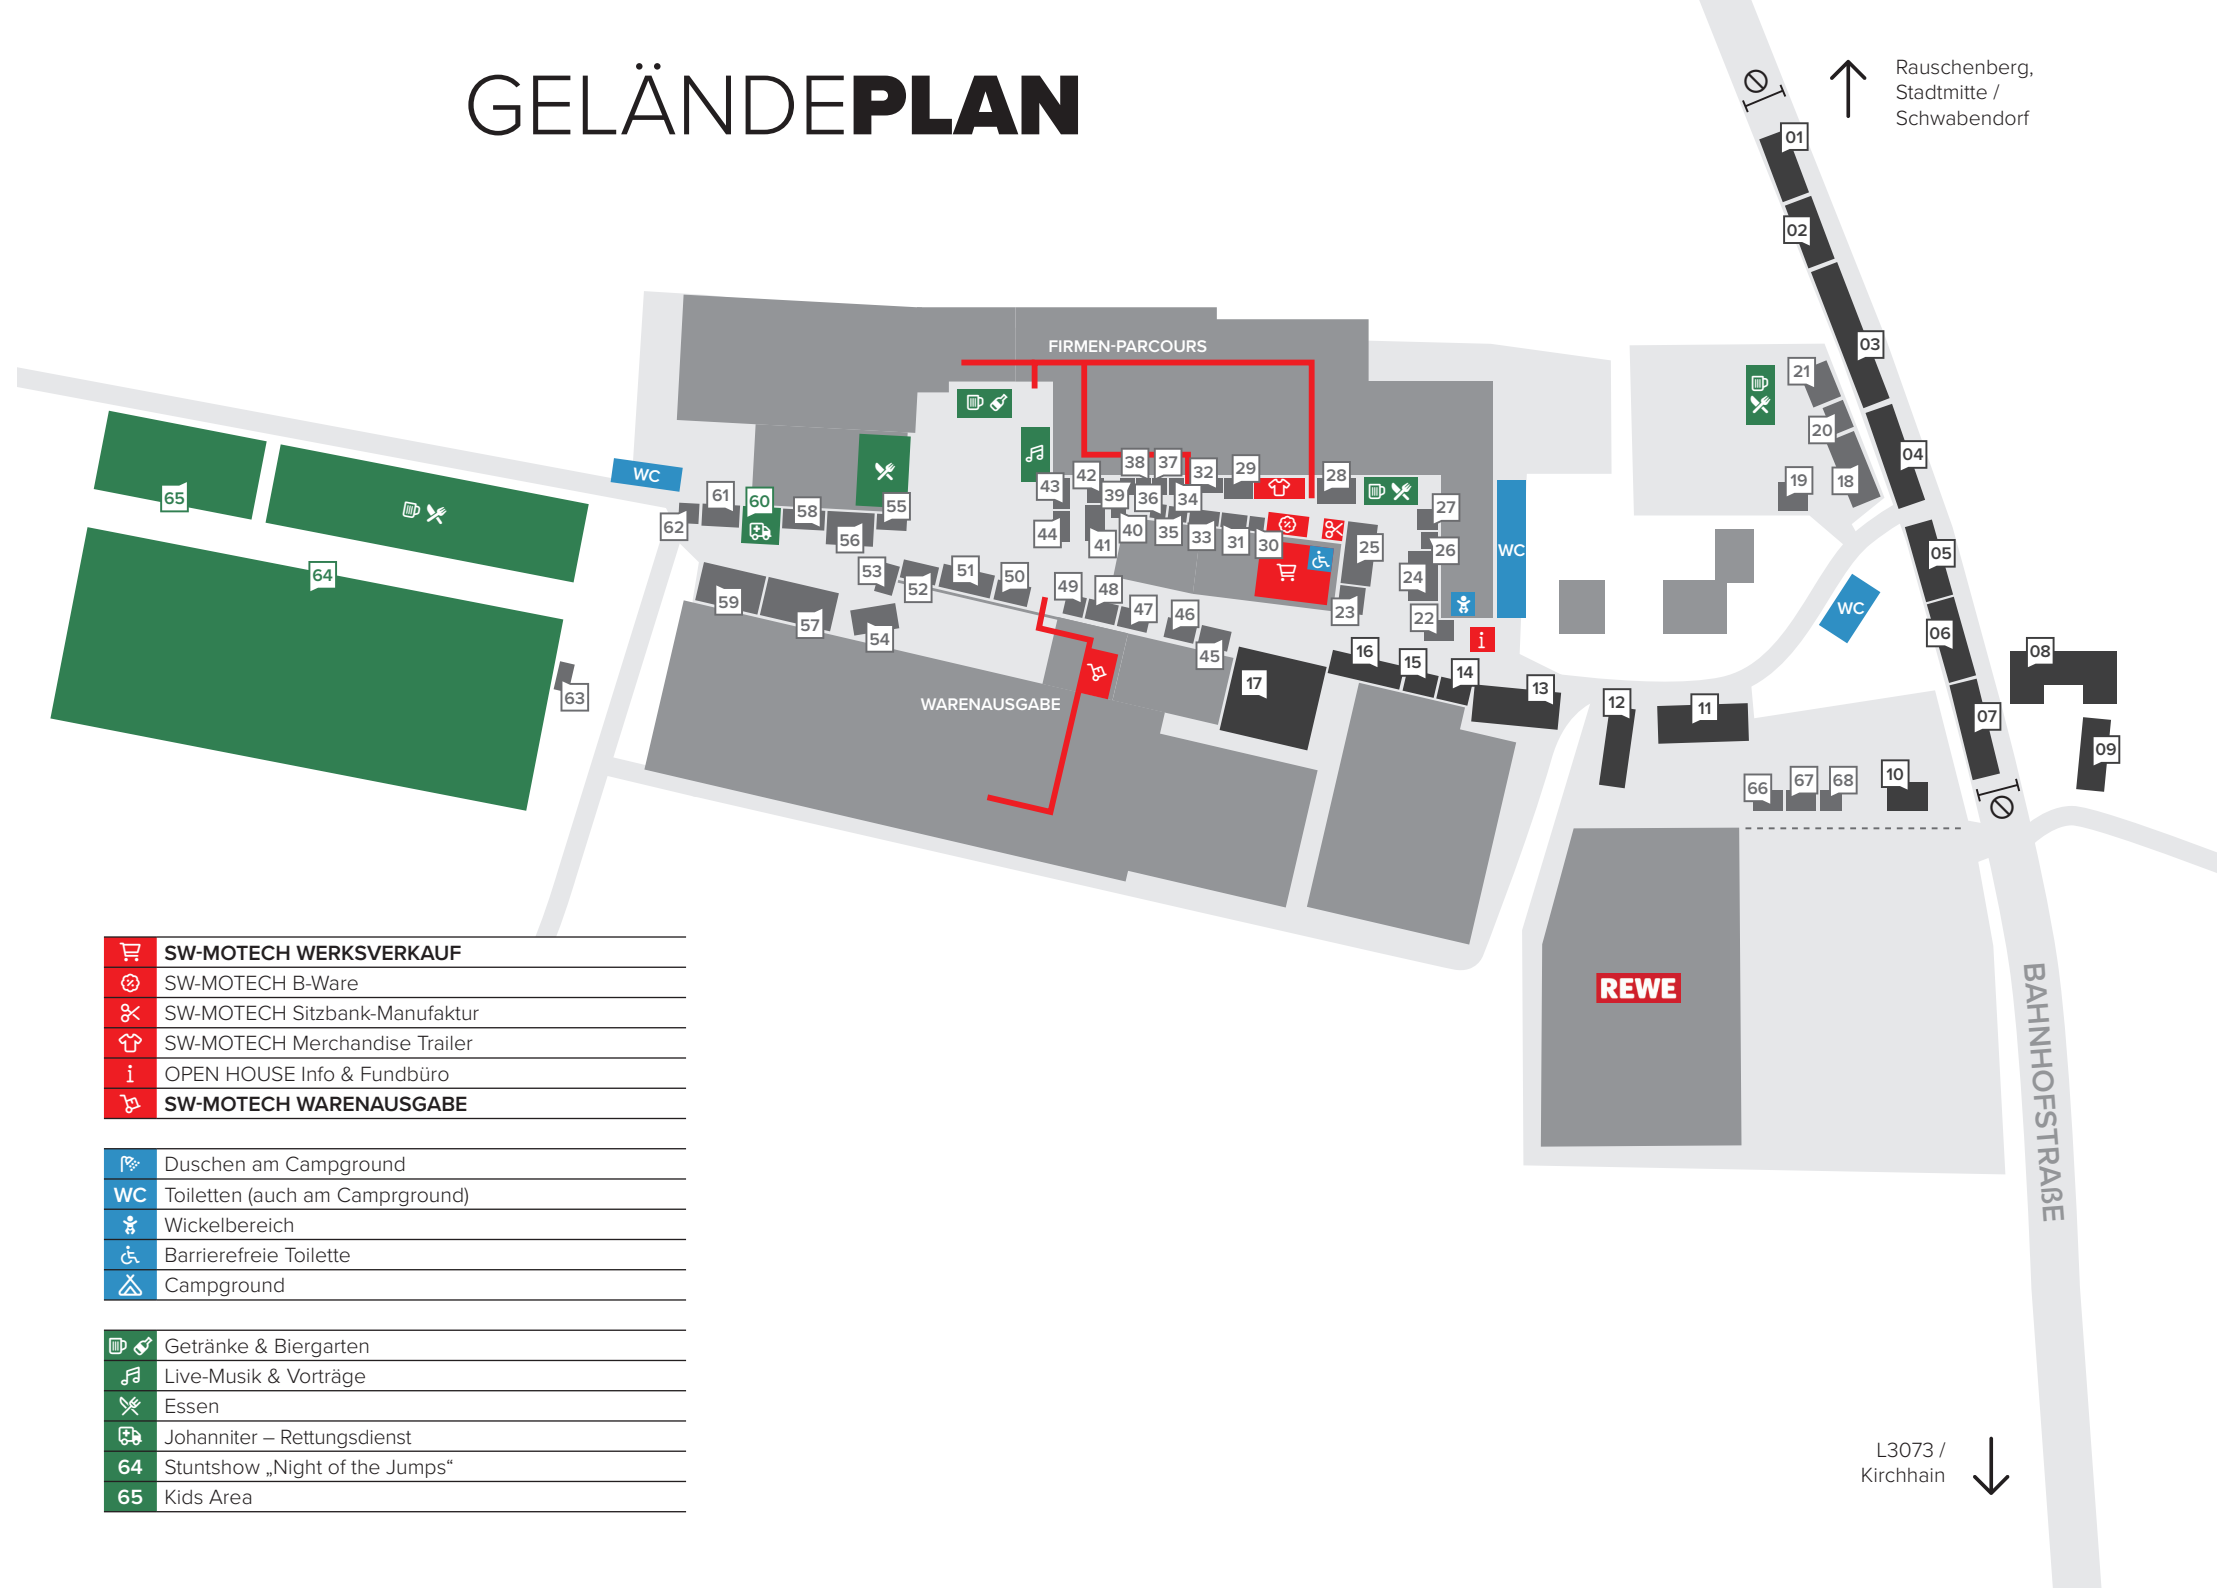 GELÄNDEPLAN
Rauschenberg,
Stadtmitte /
Schwabendorf
01
02
03
04
05
06
07
08
09
10
11
12
13
14
15
16
17
18
19
20
21
FIRMEN-PARCOURS
22
23
24
25
26
27
28
29
30
31
32
33
34
35
36
37
38
39
40
41
42
43
44
45
46
47
48
49
50
51
52
53
54
55
56
57
58
59
60
61
62
63
64
65
66
67
68
WC
WC
WC
i
WARENAUSGABE
REWE
BAHNHOFSTRAßE
SW-MOTECH WERKSVERKAUF
SW-MOTECH B-Ware
SW-MOTECH Sitzbank-Manufaktur
SW-MOTECH Merchandise Trailer
i OPEN HOUSE Info & Fundbüro
SW-MOTECH WARENAUSGABE
Duschen am Campground
WC Toiletten (auch am Camprground)
Wickelbereich
Barrierefreie Toilette
Campground
Getränke & Biergarten
Live-Musik & Vorträge
Essen
Johanniter – Rettungsdienst
64 Stuntshow „Night of the Jumps“
65 Kids Area
L3073 /
Kirchhain